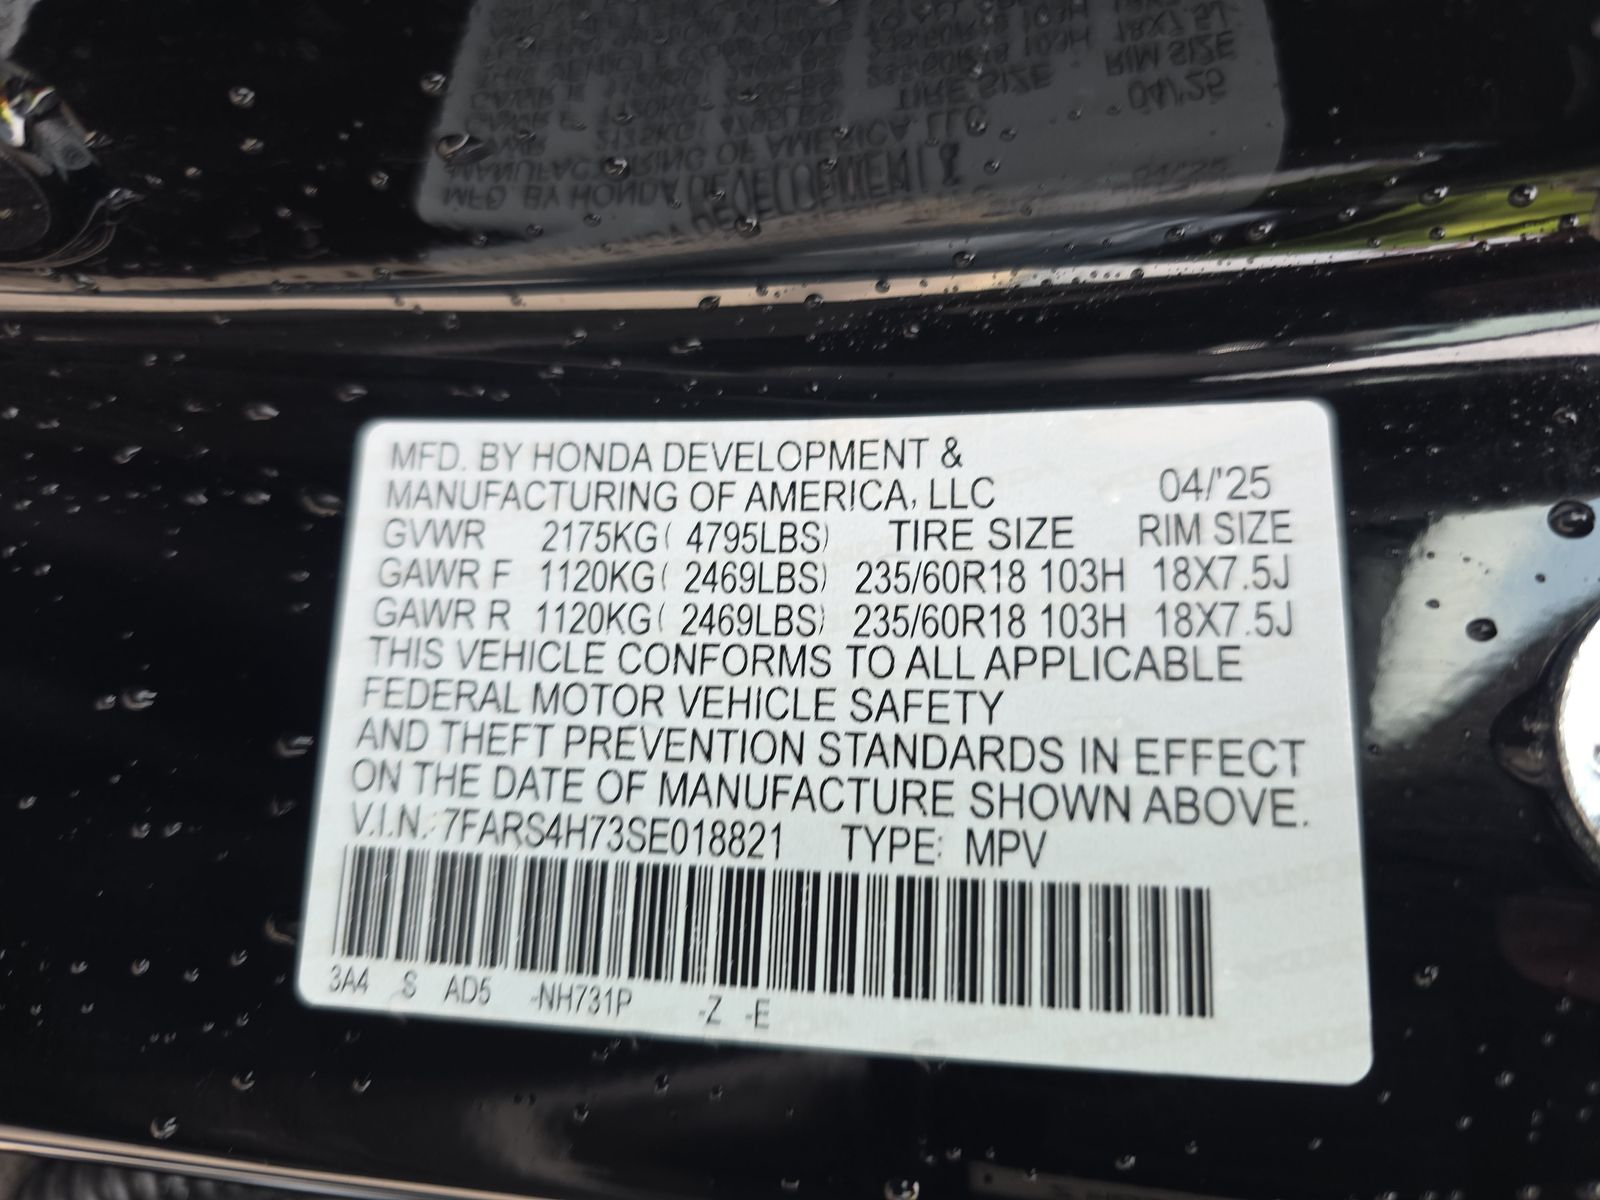 MFD. BY HONDA DEVELOPMENT &
MANUFACTURING OF AMERICA, LLC 04/'25
GVWR 2175KG( 4795LBS) TIRE SIZE RIM SIZE
GAWR F 1120KG( 2469LBS) 235/60R18 103H 18X7.5J
GAWR R 1120KG( 2469LBS) 235/60R18 103H 18X7.5J
THIS VEHICLE CONFORMS TO ALL APPLICABLE
FEDERAL MOTOR VEHICLE SAFETY
AND THEFT PREVENTION STANDARDS IN EFFECT
ON THE DATE OF MANUFACTURE SHOWN ABOVE.
V.I.N.: 7FARS4H73SE018821 TYPE: MPV
3A4 S AD5 -NH731P -Z -E